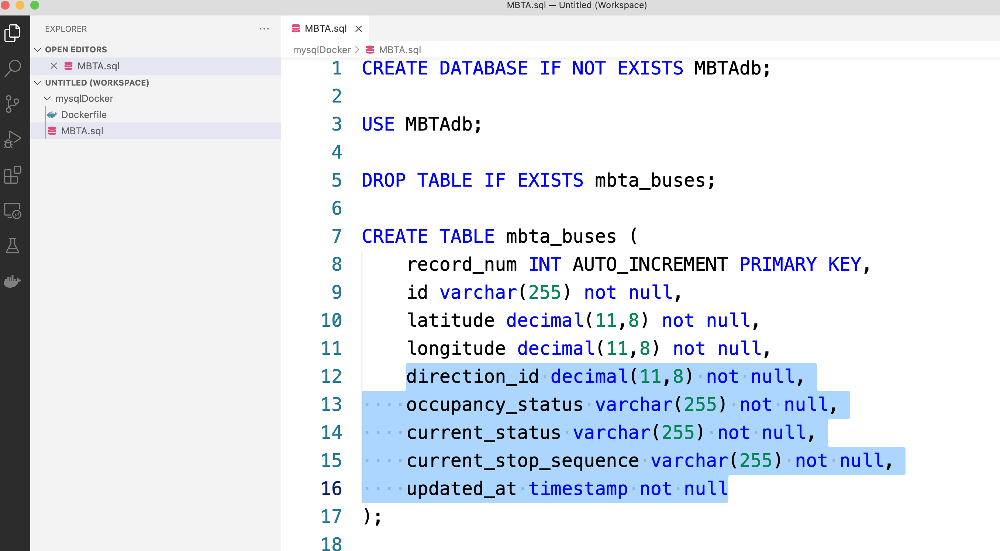 MBTA.sql — Untitled (Workspace)
EXPLORER
OPEN EDITORS
MBTA.sql
UNTITLED (WORKSPACE)
mysqlDocker
Dockerfile
MBTA.sql
MBTA.sql
mysqlDocker > MBTA.sql
1 CREATE DATABASE IF NOT EXISTS MBTAdb;
2
3 USE MBTAdb;
4
5 DROP TABLE IF EXISTS mbta_buses;
6
7 CREATE TABLE mbta_buses (
8 record_num INT AUTO_INCREMENT PRIMARY KEY,
9 id varchar(255) not null,
10 latitude decimal(11,8) not null,
11 longitude decimal(11,8) not null,
12 direction_id decimal(11,8) not null,
13 occupancy_status varchar(255) not null,
14 current_status varchar(255) not null,
15 current_stop_sequence varchar(255) not null,
16 updated_at timestamp not null
17 );
18